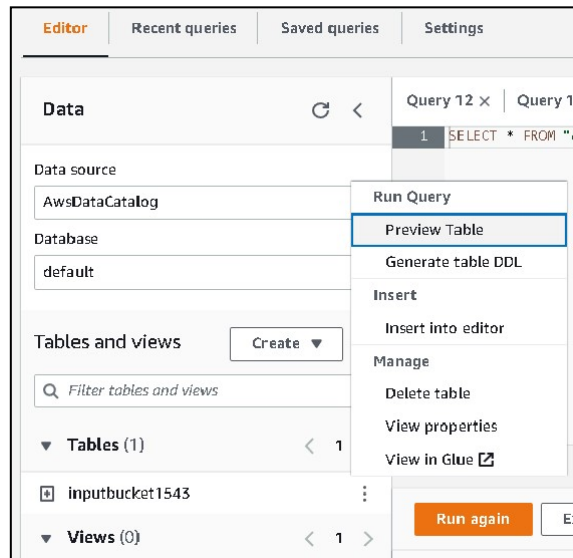 Editor Recent queries Saved queries Settings
Data
Data source
AwsDataCatalog
Database
default
Tables and views Create
Filter tables and views
Tables (1) 1
inputbucket1543
Views (0) 1
Query 12 Query
1 SELECT * FROM "
Run Query
Preview Table
Generate table DDL
Insert
Insert into editor
Manage
Delete table
View properties
View in Glue
Run again